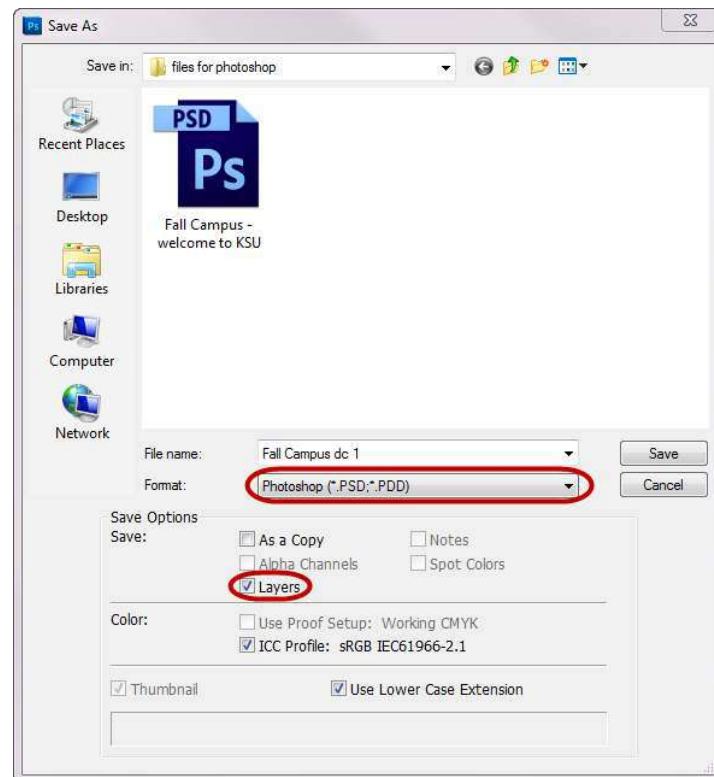 Ps Save As
Save in: files for photoshop
Recent Places
Desktop
Libraries
Computer
Network
PSD
Ps
Fall Campus -
welcome to KSU
File name: Fall Campus dc 1 Save
Format: Photoshop (*.PSD;*.PDD) Cancel
Save Options
Save: As a Copy Notes
Alpha Channels Spot Colors
Layers
Color: Use Proof Setup: Working CMYK
ICC Profile: sRGB IEC61966-2.1
Thumbnail Use Lower Case Extension